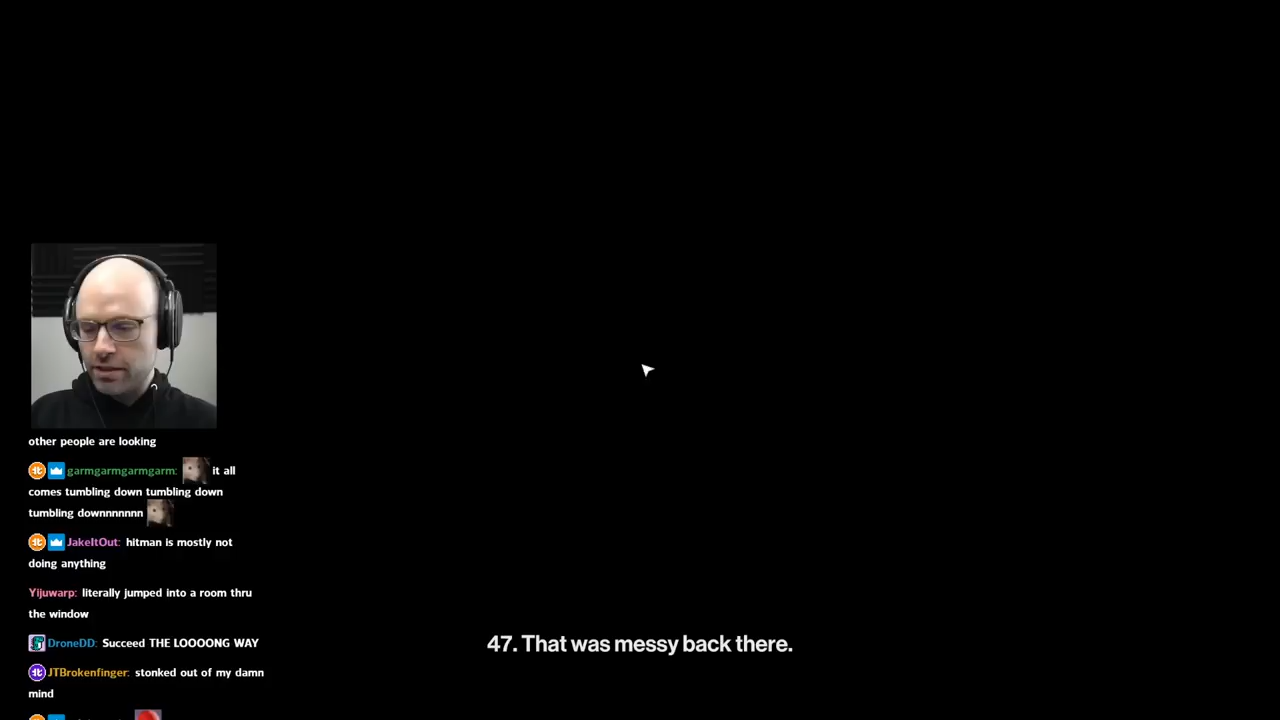 other people are looking
garmgarmgarmgarm: it all
comes tumbling down tumbling down
tumbling downnnnnnn
JakeItOut: hitman is mostly not
doing anything
Yijuwarp: literally jumped into a room thru
the window
DroneDD: Succeed THE LOOOONG WAY
JTBrokenfinger: stonked out of my damn
mind
47. That was messy back there.